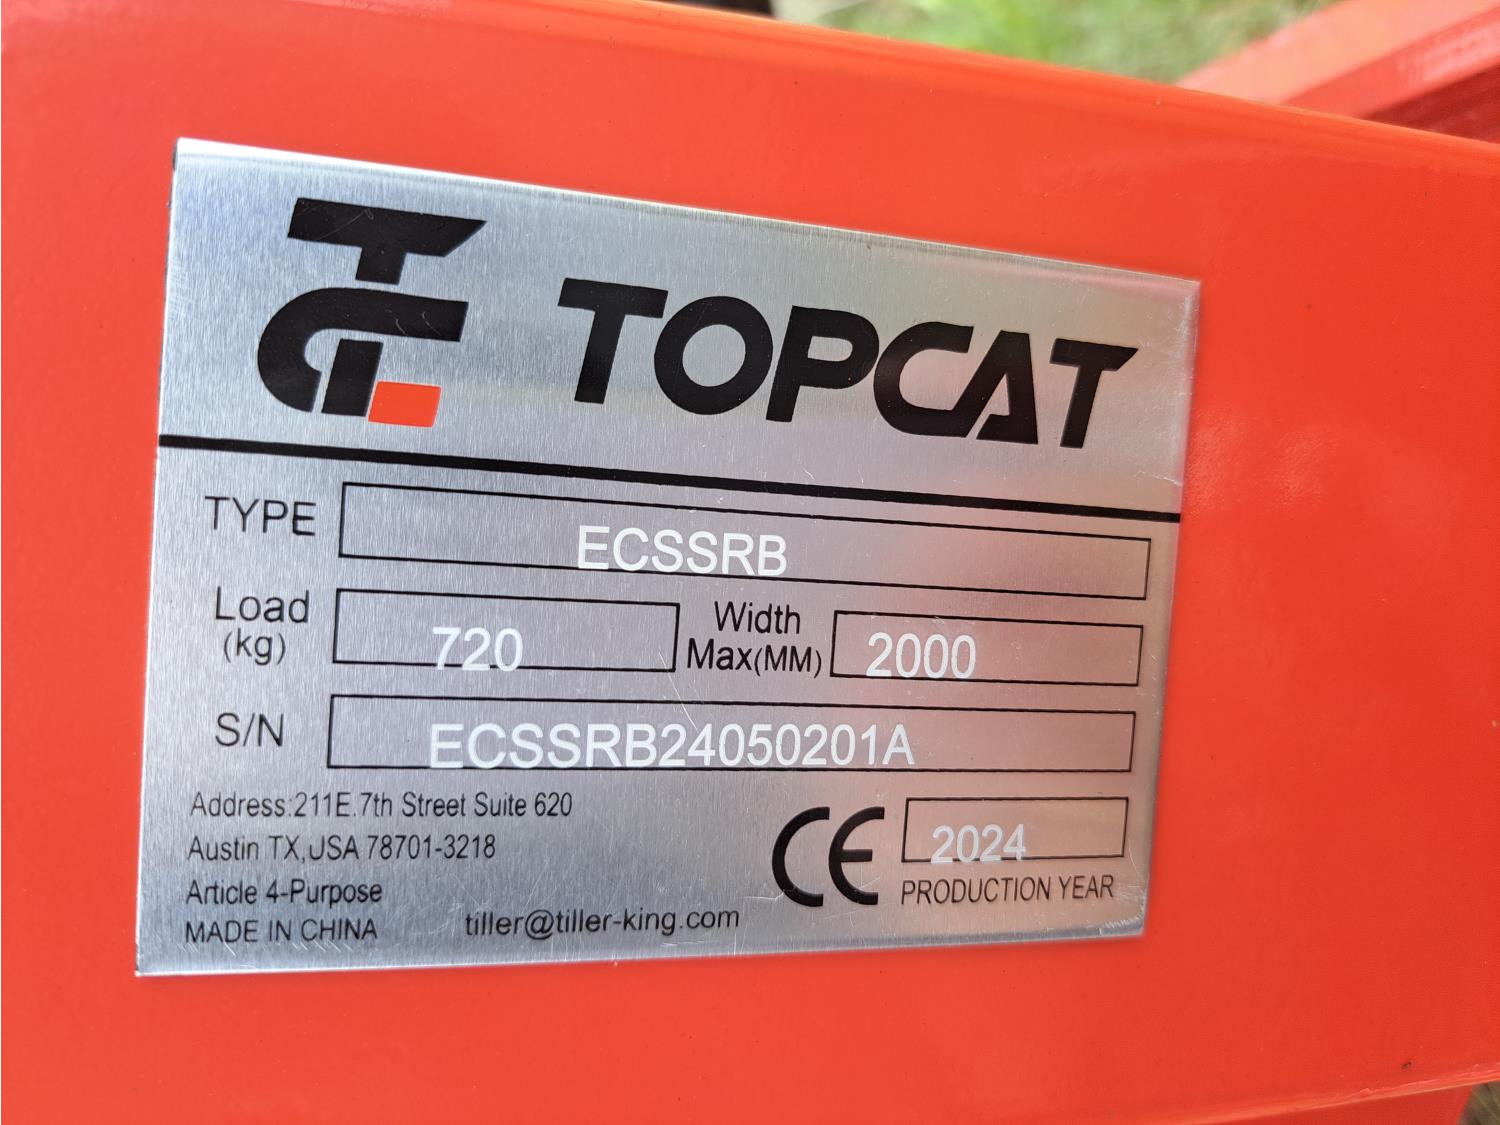 TOPCAT
TYPE ECSSRB
Load (kg) 720 Width Max(MM) 2000
S/N ECSSRB24050201A
Address:211E.7th Street Suite 620
Austin TX,USA 78701-3218
Article 4-Purpose
MADE IN CHINA tiller@tiller-king.com
CE 2024
PRODUCTION YEAR